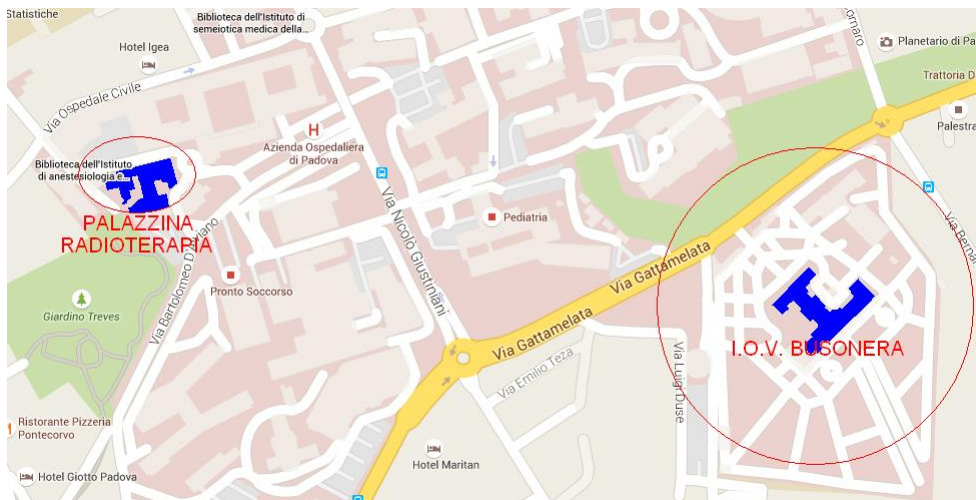 Statistiche
Biblioteca dell'Istituto di
semeiotica medica della...
Hotel Igea
Via Ospedale Civile
H
Azienda Ospedaliera
di Padova
Biblioteca dell'Istituto
di anestesiologia e...
PALAZZINA
RADIOTERAPIA
Giardino Treves
Pronto Soccorso
Via Nicolò Giustiniani
Pediatria
Via Gattamelata
Via Gattamelata
Via Emilio Teza
Via Luigi Duse
Planetario di Pa
Trattoria D
Palestra
Via Bernar
I.O.V. BUSONERA
Ristorante Pizzeria
Pontecorvo
Hotel Giotto Padova
Hotel Maritan